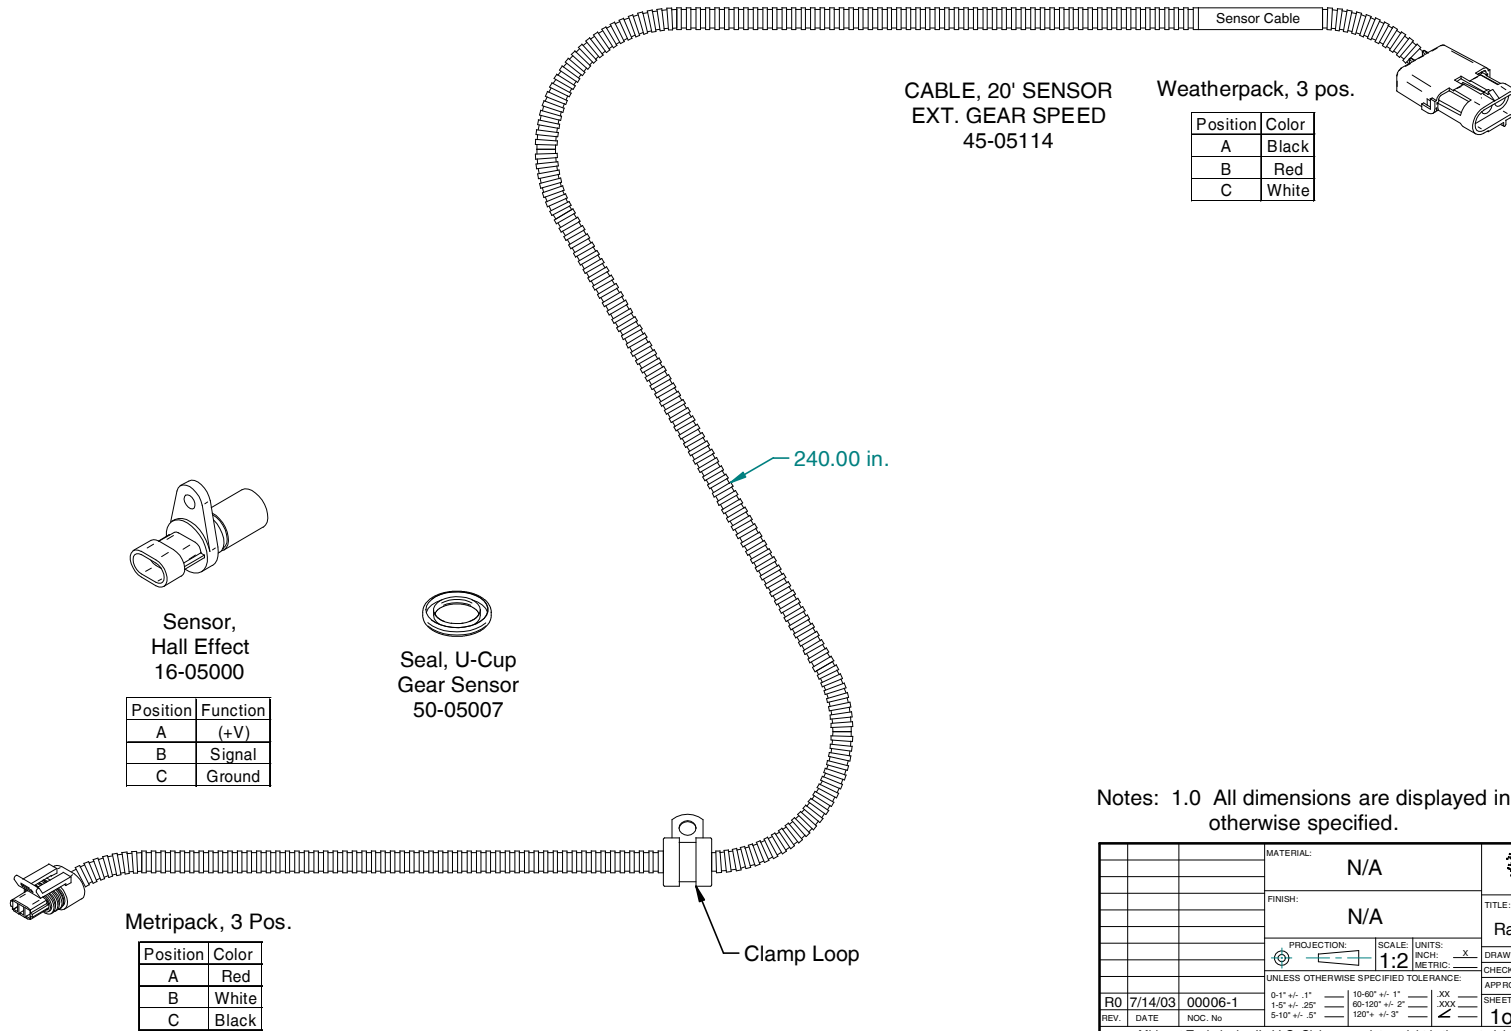 Sensor Cable
CABLE, 20' SENSOR
EXT. GEAR SPEED
45-05114
Weatherpack, 3 pos.
Position Color
A Black
B Red
C White
240.00 in.
Sensor,
Hall Effect
16-05000
Position Function
A (+V)
B Signal
C Ground
Seal, U-Cup
Gear Sensor
50-05007
Metripack, 3 Pos.
Position Color
A Red
B White
C Black
Clamp Loop
Notes: 1.0 All dimensions are displayed in
otherwise specified.
MATERIAL:
N/A
FINISH:
N/A
TITLE:
PROJECTION:
SCALE:
1:2
UNITS:
INCH: X
METRIC:
UNLESS OTHERWISE SPECIFIED TOLERANCE:
0-1" +/- .1"
1-5" +/- .25"
5-10" +/- .5"
10-60" +/- 1"
60-120" +/- 2"
120"+ +/- 3"
.XX
.XXX
∠
DRAW
CHECK
APPRO
SHEET
R0 7/14/03 00006-1
REV. DATE NOC. No